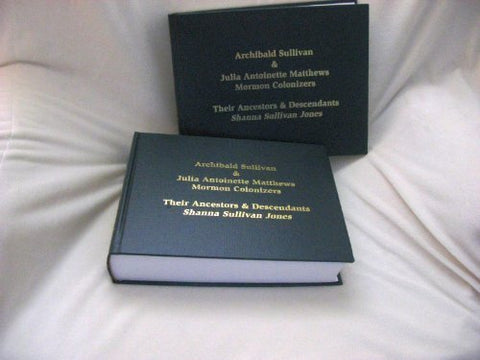 Archibald Sullivan
&
Julia Antoinette Matthews
Mormon Colonizers
Their Ancestors & Descendants
Shanna Sullivan Jones
Archibald Sullivan
&
Julia Antoinette Matthews
Mormon Colonizers
Their Ancestors & Descendants
Shanna Sullivan Jones